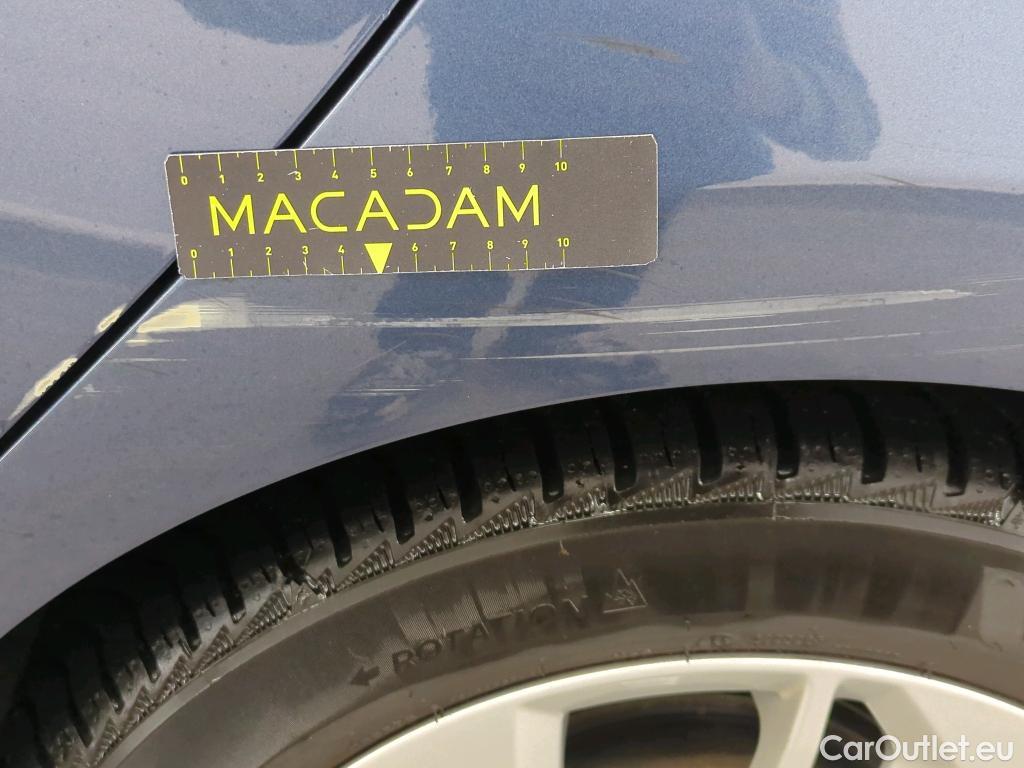 0 1 2 3 4 5 6 7 8 9 10
MACADAM
0 1 2 3 4 6 7 8 9 10
ROTATION
CarOutlet.eu